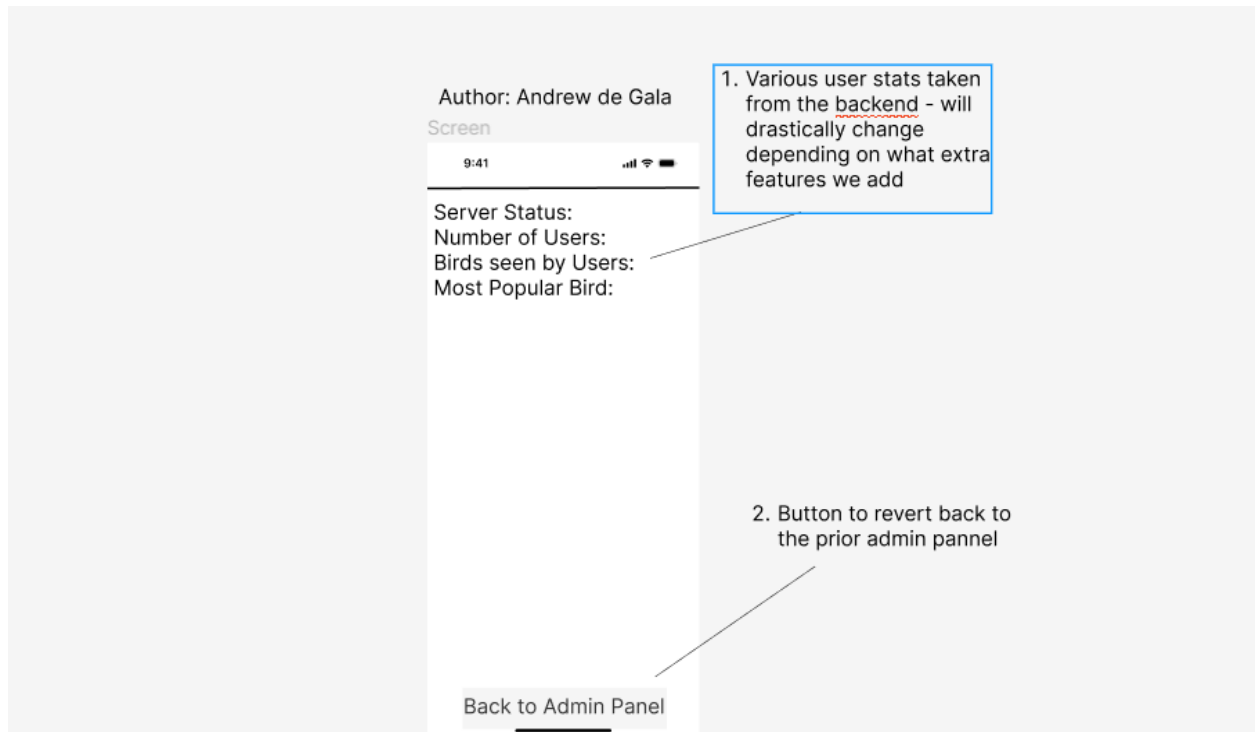 Author: Andrew de Gala
Screen
9:41
Server Status:
Number of Users:
Birds seen by Users:
Most Popular Bird:
1. Various user stats taken
from the backend - will
drastically change
depending on what extra
features we add
2. Button to revert back to
the prior admin pannel
Back to Admin Panel